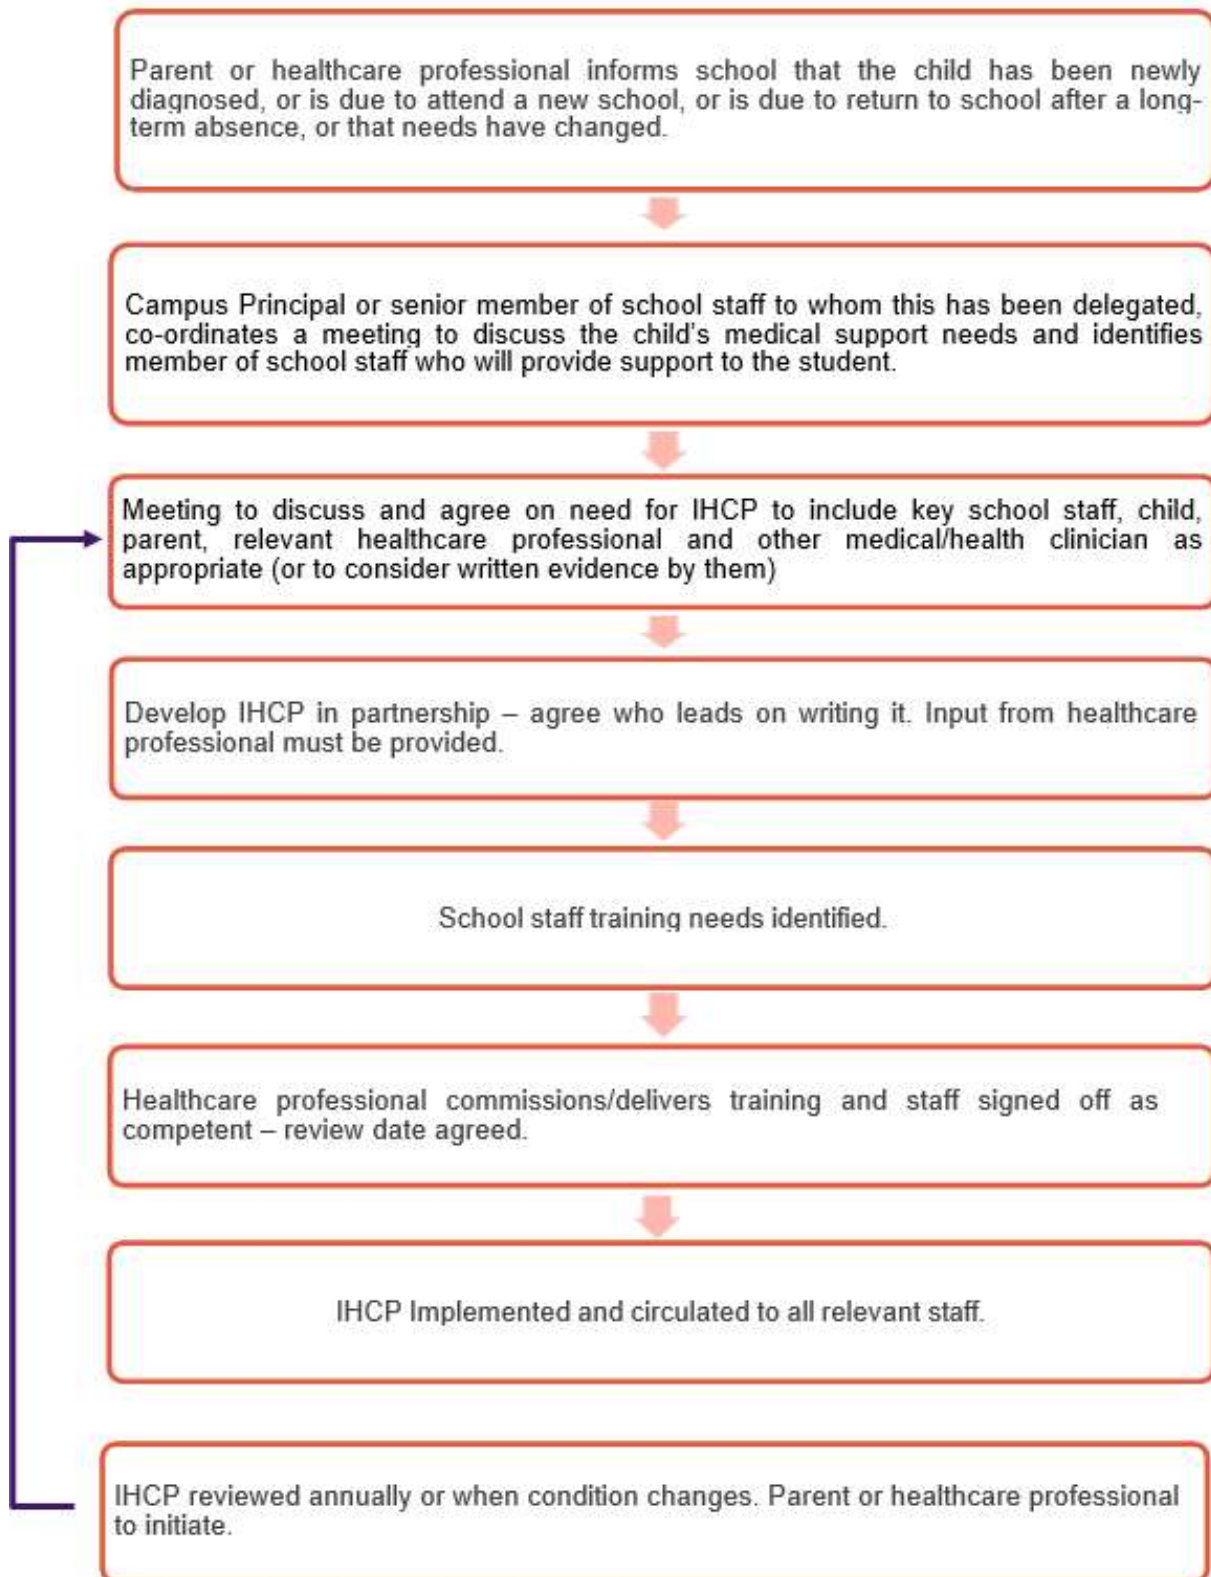 Parent or healthcare professional informs school that the child has been newly
diagnosed, or is due to attend a new school, or is due to return to school after a long-
term absence, or that needs have changed.
Campus Principal or senior member of school staff to whom this has been delegated,
co-ordinates a meeting to discuss the child's medical support needs and identifies
member of school staff who will provide support to the student.
Meeting to discuss and agree on need for IHCP to include key school staff, child,
parent, relevant healthcare professional and other medical/health clinician as
appropriate (or to consider written evidence by them)
Develop IHCP in partnership – agree who leads on writing it. Input from healthcare
professional must be provided.
School staff training needs identified.
Healthcare professional commissions/delivers training and staff signed off as
competent – review date agreed.
IHCP Implemented and circulated to all relevant staff.
IHCP reviewed annually or when condition changes. Parent or healthcare professional
to initiate.